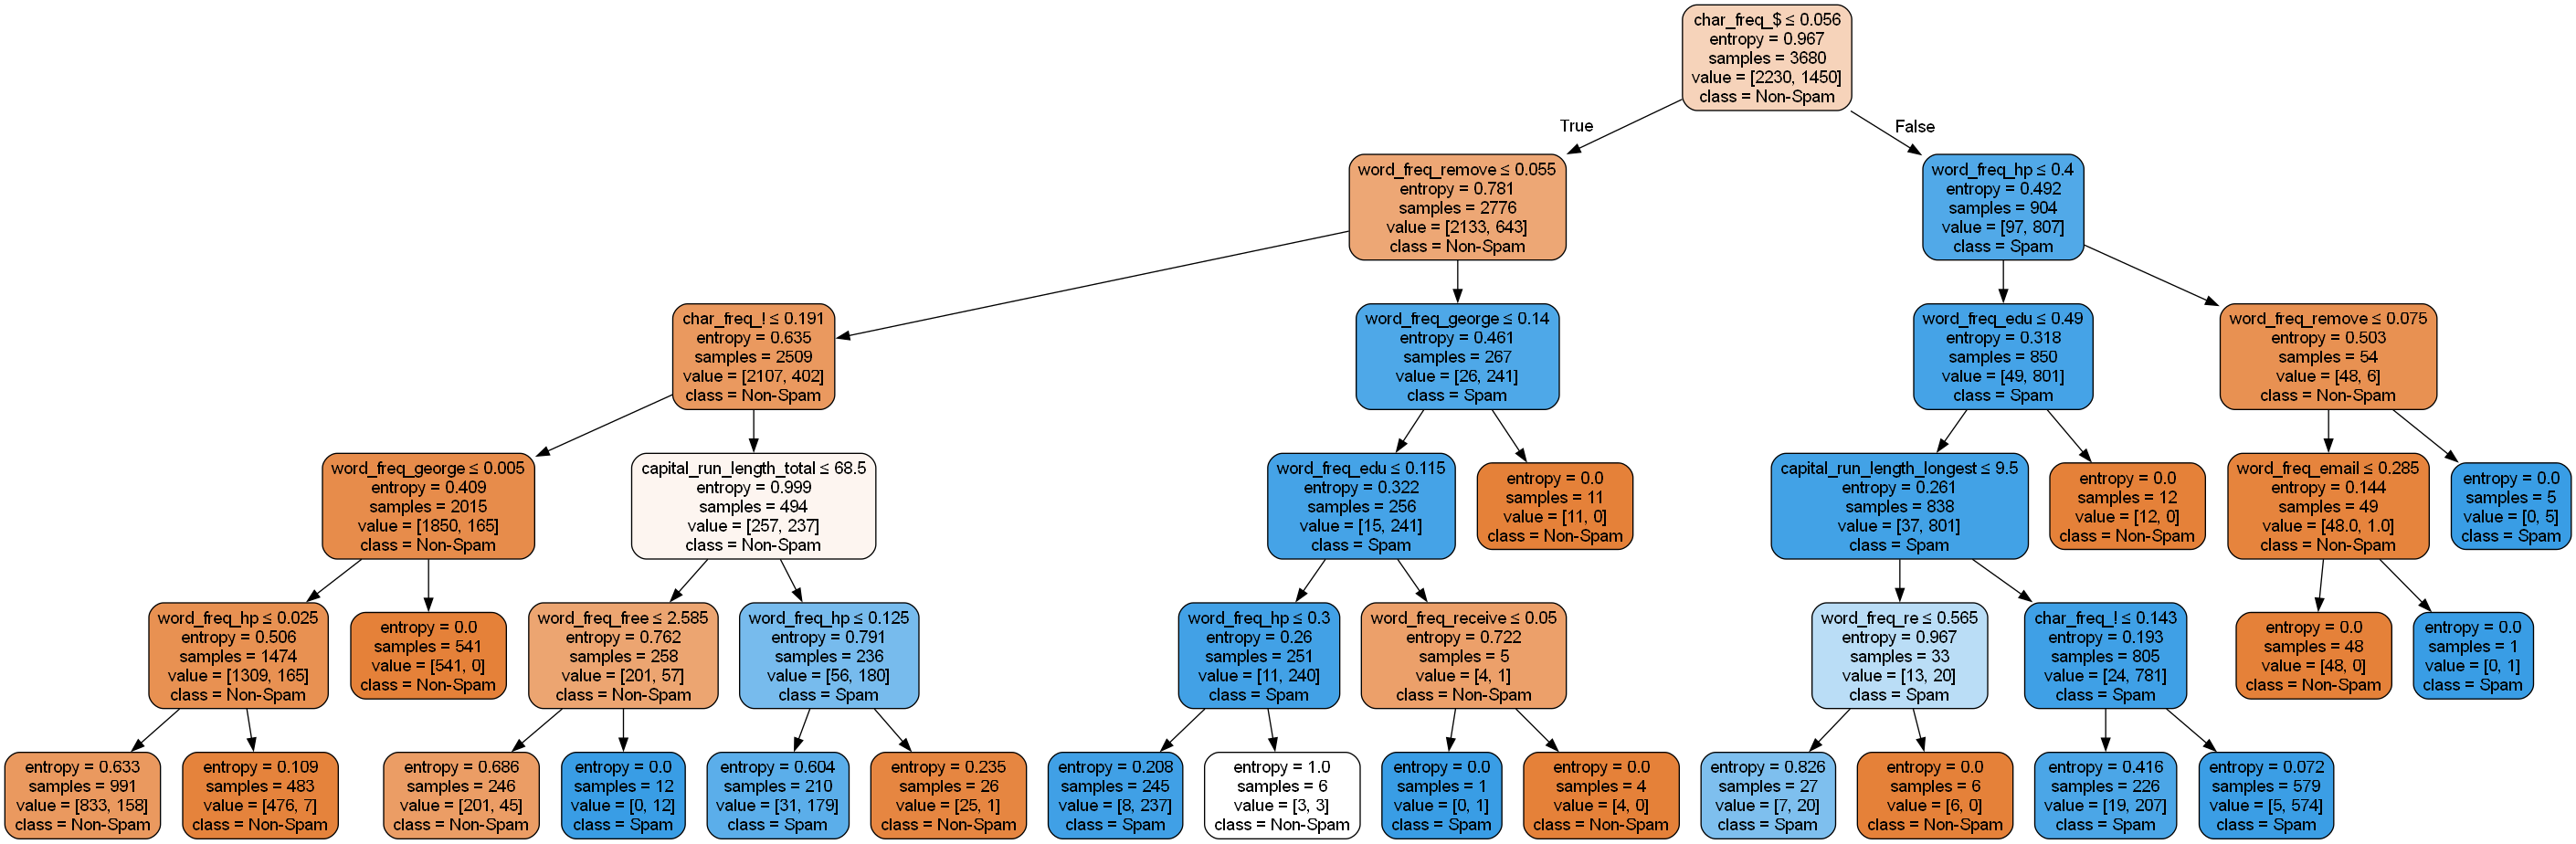 char_freq_$ ≤ 0.056
entropy = 0.967
samples = 3680
value = [2230, 1450]
class = Non-Spam
True
False
word_freq_remove ≤ 0.055
entropy = 0.781
samples = 2776
value = [2133, 643]
class = Non-Spam
word_freq_hp ≤ 0.4
entropy = 0.492
samples = 904
value = [97, 807]
class = Spam
char_freq_! ≤ 0.191
entropy = 0.635
samples = 2509
value = [2107, 402]
class = Non-Spam
word_freq_george ≤ 0.14
entropy = 0.461
samples = 267
value = [26, 241]
class = Spam
word_freq_edu ≤ 0.49
entropy = 0.318
samples = 850
value = [49, 801]
class = Spam
word_freq_remove ≤ 0.075
entropy = 0.503
samples = 54
value = [48, 6]
class = Non-Spam
word_freq_george ≤ 0.005
entropy = 0.409
samples = 2015
value = [1850, 165]
class = Non-Spam
capital_run_length_total ≤ 68.5
entropy = 0.999
samples = 494
value = [257, 237]
class = Non-Spam
word_freq_edu ≤ 0.115
entropy = 0.322
samples = 256
value = [15, 241]
class = Spam
entropy = 0.0
samples = 11
value = [11, 0]
class = Non-Spam
capital_run_length_longest ≤ 9.5
entropy = 0.261
samples = 838
value = [37, 801]
class = Spam
entropy = 0.0
samples = 12
value = [12, 0]
class = Non-Spam
word_freq_email ≤ 0.285
entropy = 0.144
samples = 49
value = [48.0, 1.0]
class = Non-Spam
entropy = 0.0
samples = 5
value = [0, 5]
class = Spam
word_freq_hp ≤ 0.025
entropy = 0.506
samples = 1474
value = [1309, 165]
class = Non-Spam
entropy = 0.0
samples = 541
value = [541, 0]
class = Non-Spam
word_freq_free ≤ 2.585
entropy = 0.762
samples = 258
value = [201, 57]
class = Non-Spam
word_freq_hp ≤ 0.125
entropy = 0.791
samples = 236
value = [56, 180]
class = Spam
word_freq_hp ≤ 0.3
entropy = 0.26
samples = 251
value = [11, 240]
class = Spam
word_freq_receive ≤ 0.05
entropy = 0.722
samples = 5
value = [4, 1]
class = Non-Spam
word_freq_re ≤ 0.565
entropy = 0.967
samples = 33
value = [13, 20]
class = Spam
char_freq_! ≤ 0.143
entropy = 0.193
samples = 805
value = [24, 781]
class = Spam
entropy = 0.0
samples = 48
value = [48, 0]
class = Non-Spam
entropy = 0.0
samples = 1
value = [0, 1]
class = Spam
entropy = 0.633
samples = 991
value = [833, 158]
class = Non-Spam
entropy = 0.109
samples = 483
value = [476, 7]
class = Non-Spam
entropy = 0.686
samples = 246
value = [201, 45]
class = Non-Spam
entropy = 0.0
samples = 12
value = [0, 12]
class = Spam
entropy = 0.604
samples = 210
value = [31, 179]
class = Spam
entropy = 0.235
samples = 26
value = [25, 1]
class = Non-Spam
entropy = 0.208
samples = 245
value = [8, 237]
class = Spam
entropy = 1.0
samples = 6
value = [3, 3]
class = Non-Spam
entropy = 0.0
samples = 1
value = [0, 1]
class = Spam
entropy = 0.0
samples = 4
value = [4, 0]
class = Non-Spam
entropy = 0.826
samples = 27
value = [7, 20]
class = Spam
entropy = 0.0
samples = 6
value = [6, 0]
class = Non-Spam
entropy = 0.416
samples = 226
value = [19, 207]
class = Spam
entropy = 0.072
samples = 579
value = [5, 574]
class = Spam